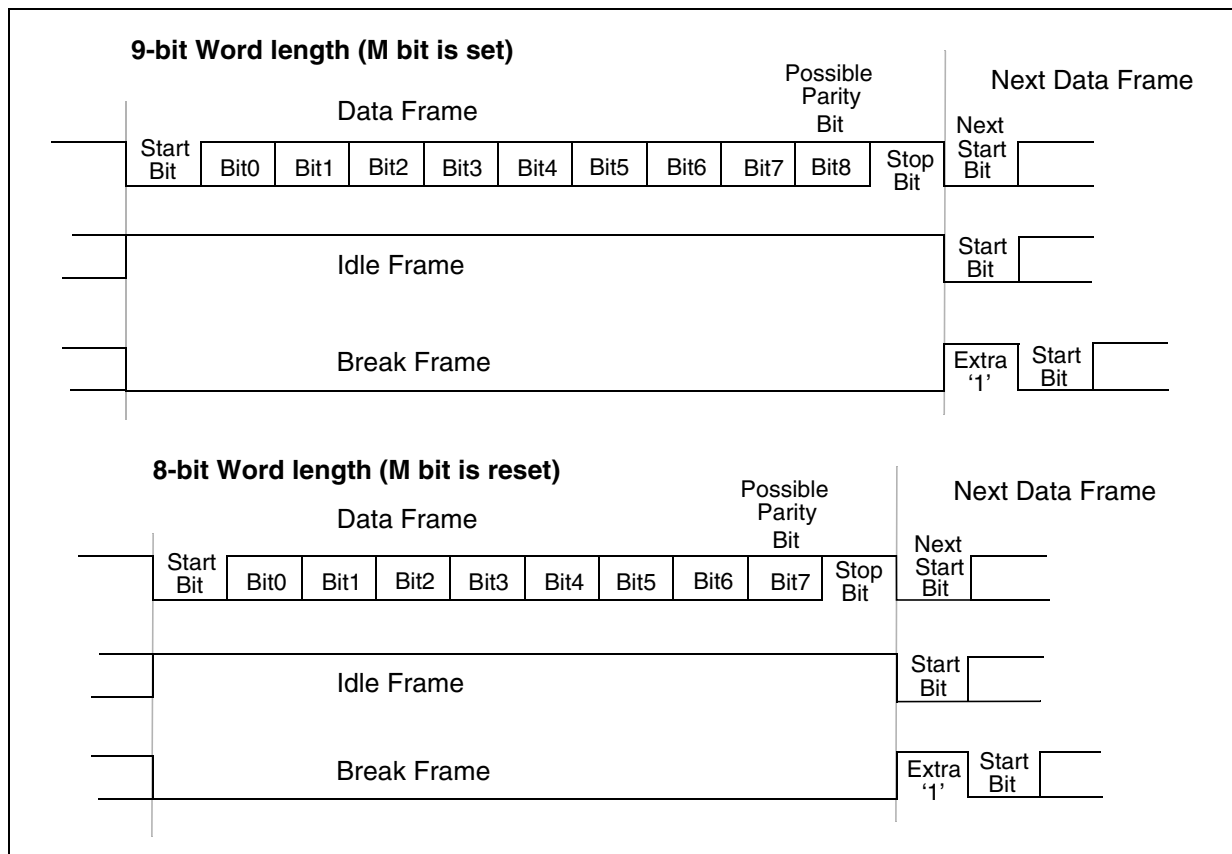 9-bit Word length (M bit is set)
Data Frame
Possible
Parity
Bit
Next Data Frame
Start
Bit
Bit0 Bit1 Bit2 Bit3 Bit4 Bit5 Bit6 Bit7 Bit8
Stop
Bit
Next
Start
Bit
Idle Frame
Start
Bit
Break Frame
Extra
‘1’
Start
Bit
8-bit Word length (M bit is reset)
Data Frame
Possible
Parity
Bit
Next Data Frame
Start
Bit
Bit0 Bit1 Bit2 Bit3 Bit4 Bit5 Bit6 Bit7
Stop
Bit
Next
Start
Bit
Idle Frame
Start
Bit
Break Frame
Extra
‘1’
Start
Bit